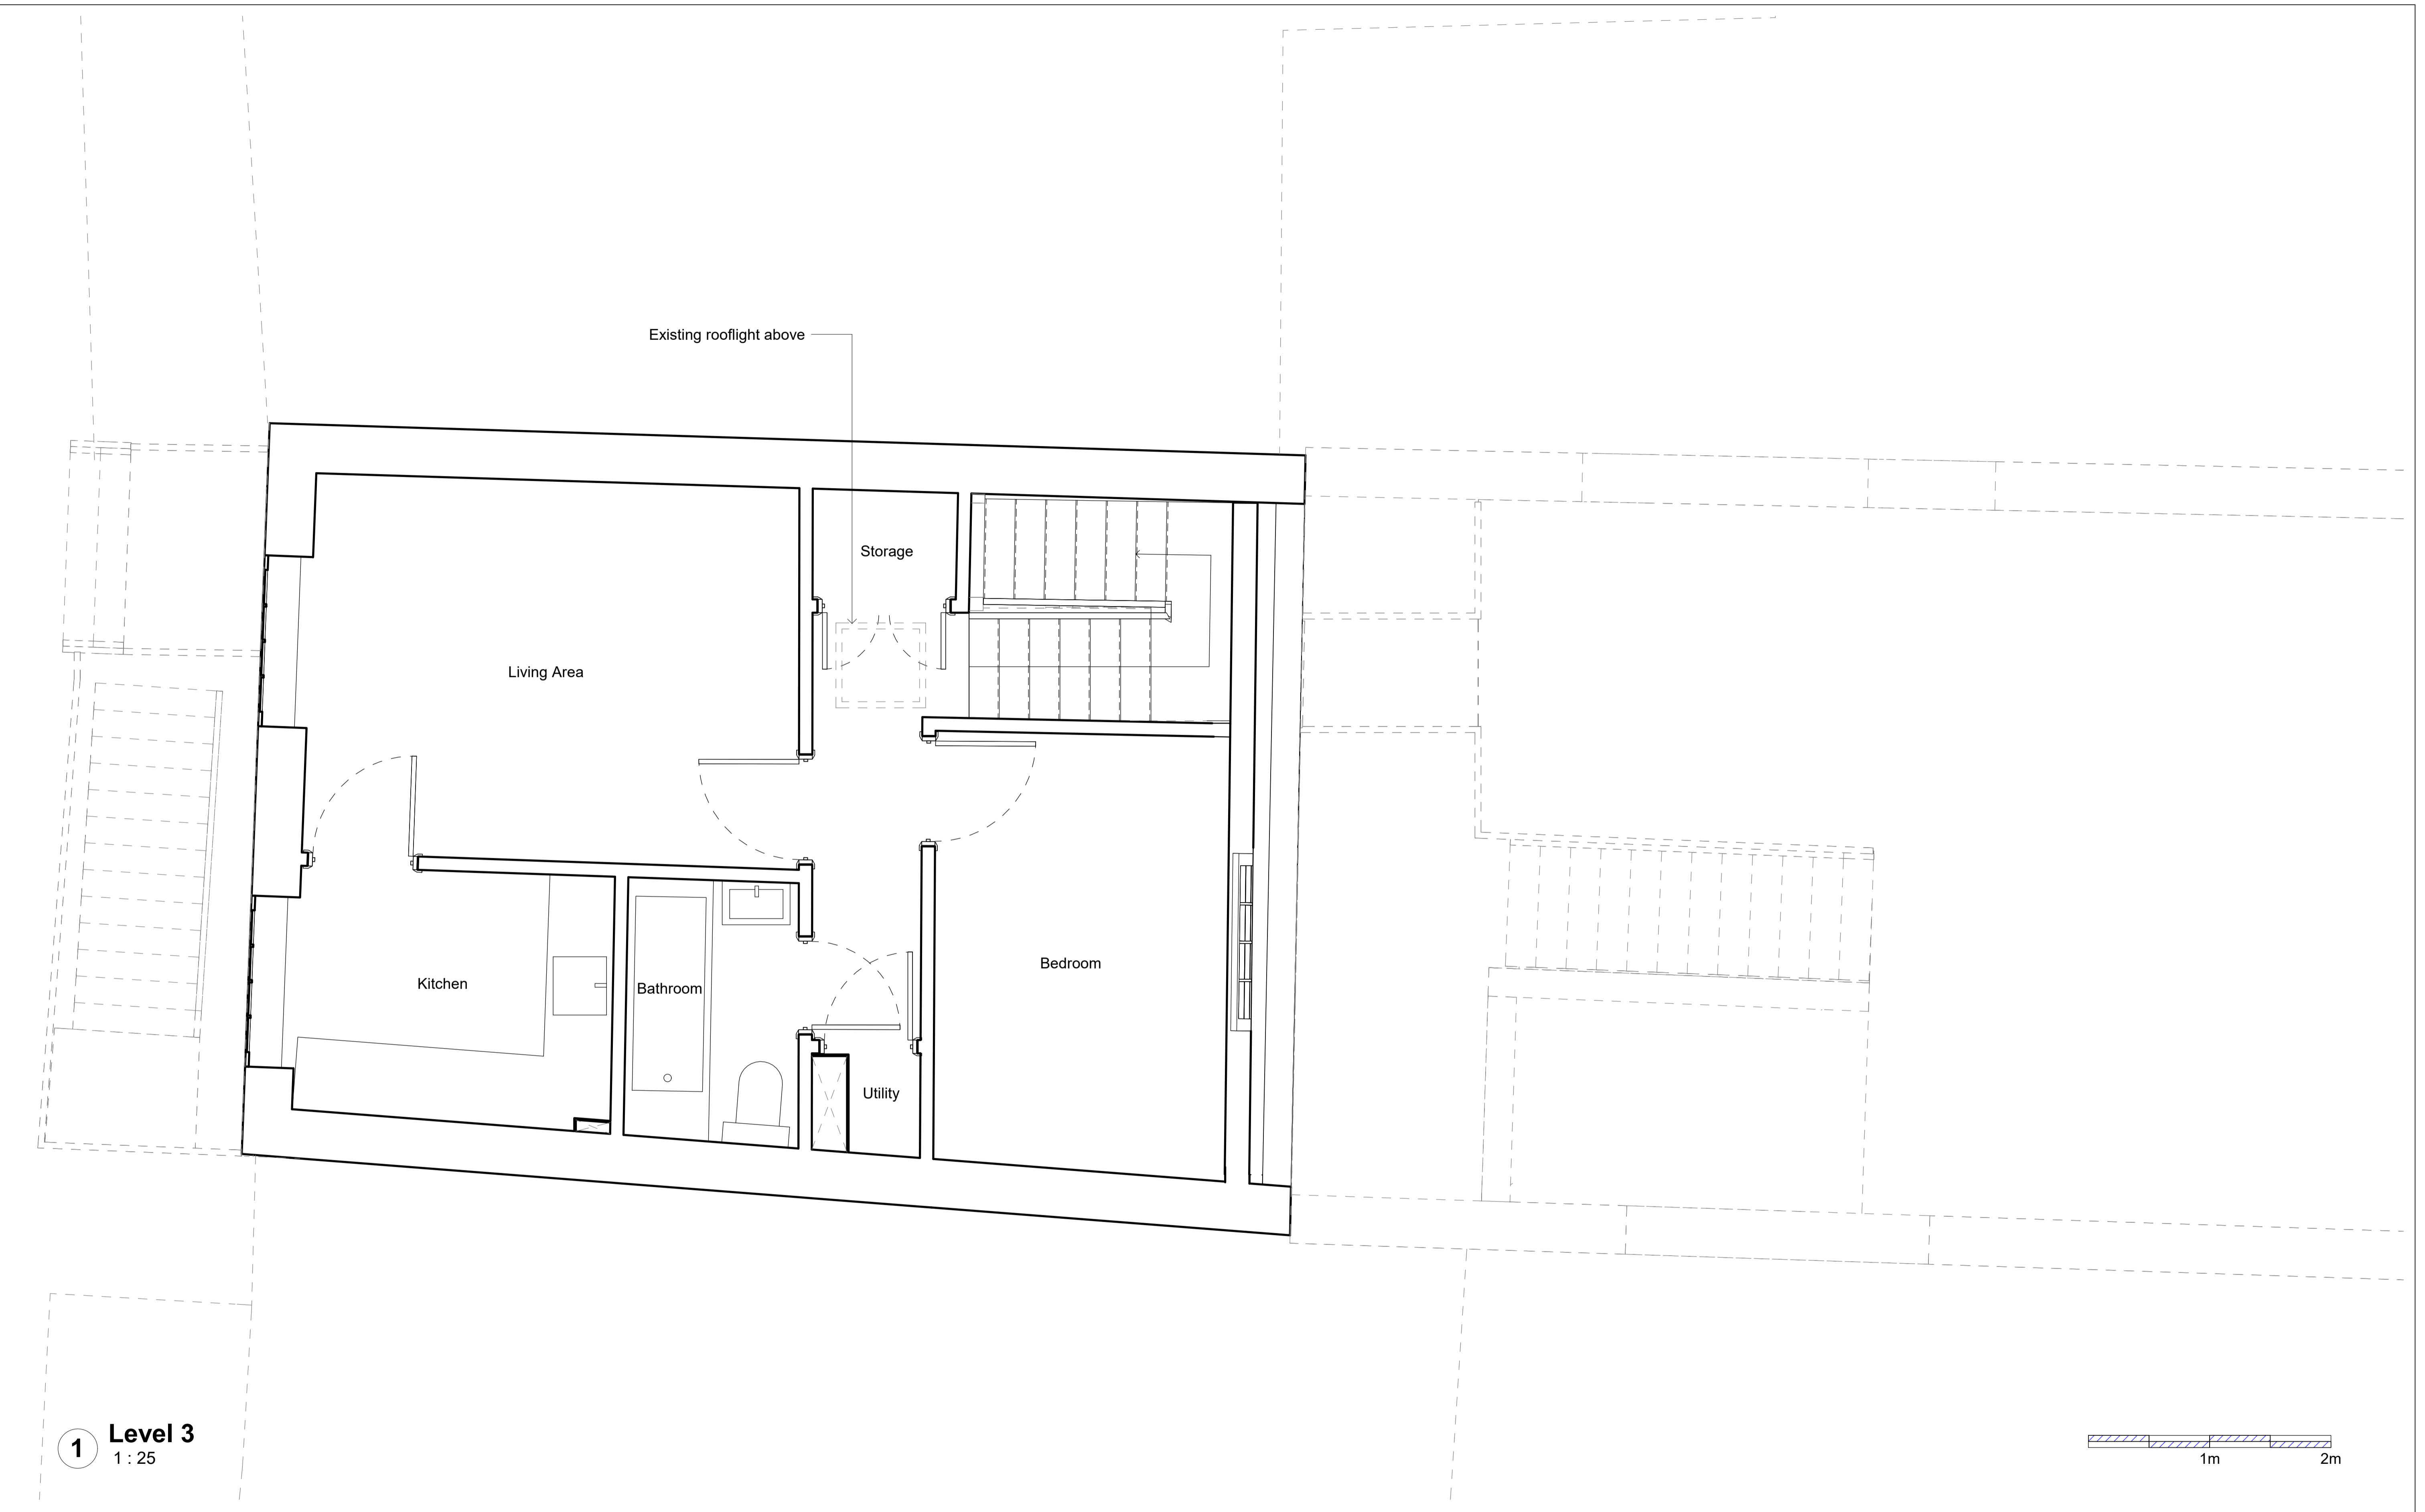 Existing rooflight above
Storage
Living Area
Bedroom
Kitchen
Bathroom
Utility
1
Level 3
1 : 25
1m
2m